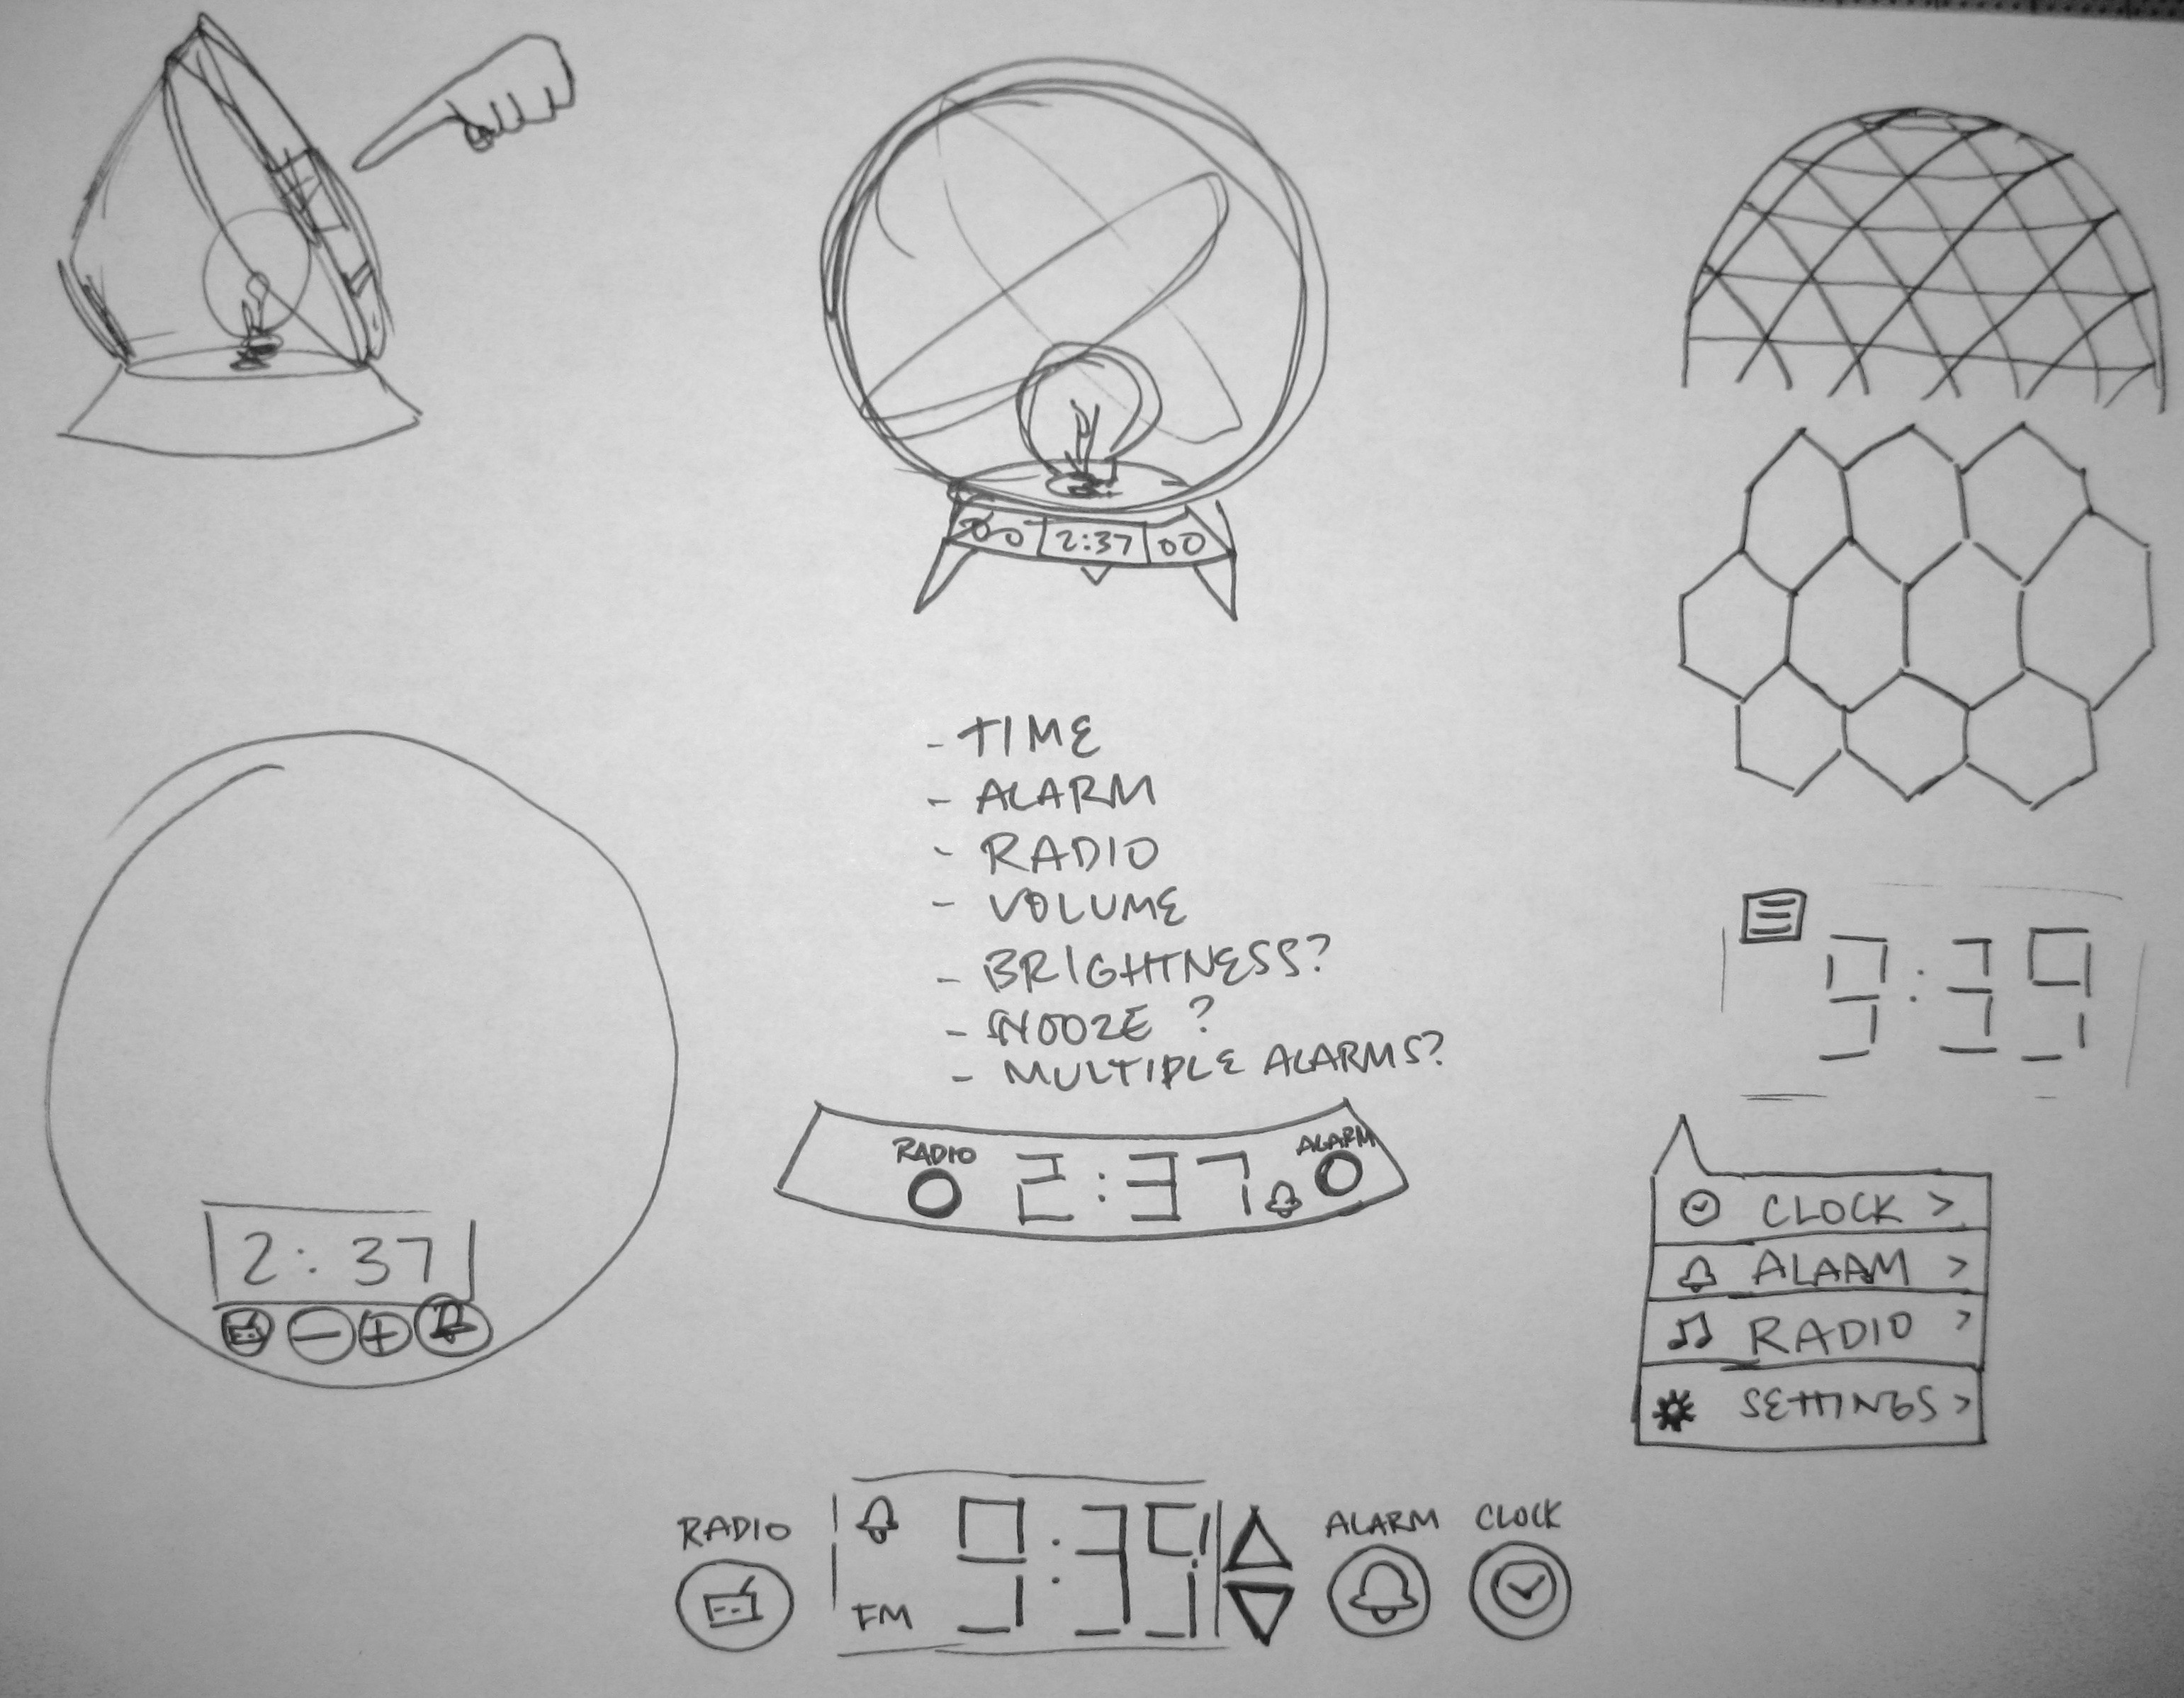 2:37
- TIME
- ALARM
- RADIO
- VOLUME
- BRIGHTNESS?
- SNOOZE ?
- MULTIPLE ALARMS?
9:39
RADIO 2:37 ALARM
2:37
CLOCK >
ALAAM >
RADIO >
SETTINGS >
RADIO
FM 9:39
ALARM
CLOCK